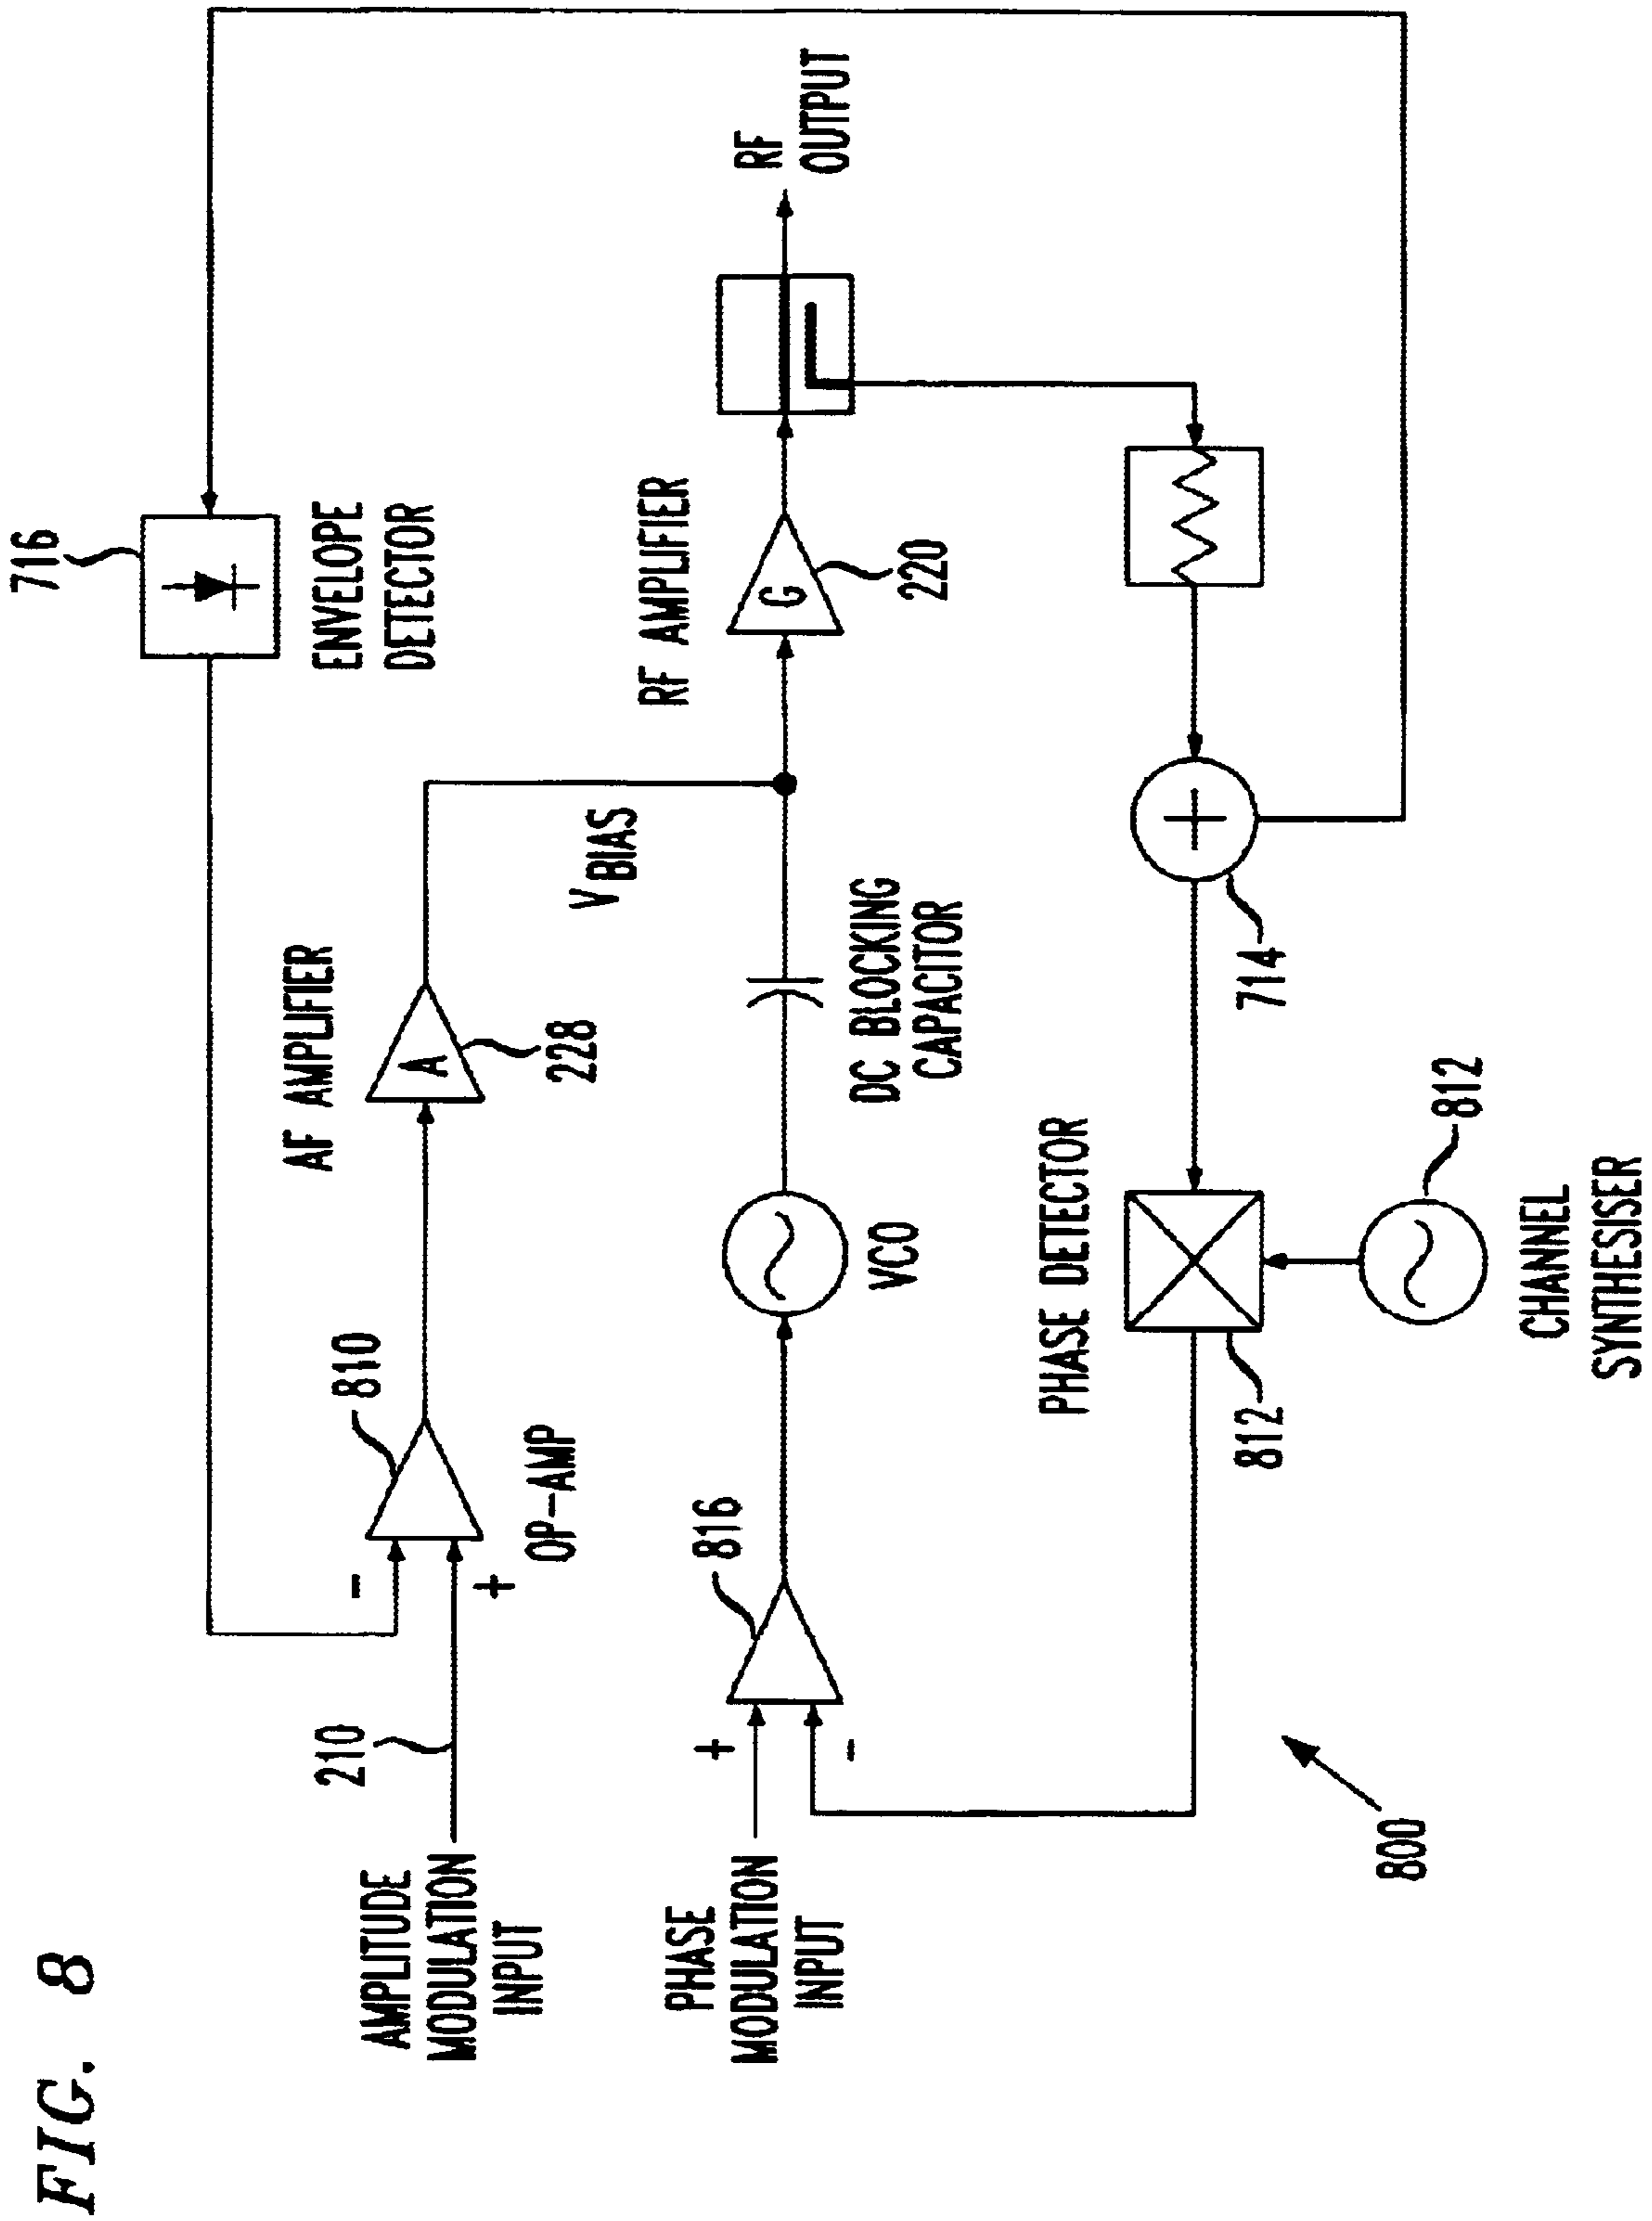 FIG. 8
716
ENVELOPE
DETECTOR
AF AMPLIFIER
A
228
810
-
+
OP-AMP
210
AMPLITUDE
MODULATION
INPUT
V BIAS
RF AMPLIFIER
G
220
RF
OUTPUT
DC BLOCKING
CAPACITOR
VCO
816
+
-
PHASE
MODULATION
INPUT
PHASE DETECTOR
812
+
714
812
CHANNEL
SYNTHESISER
800